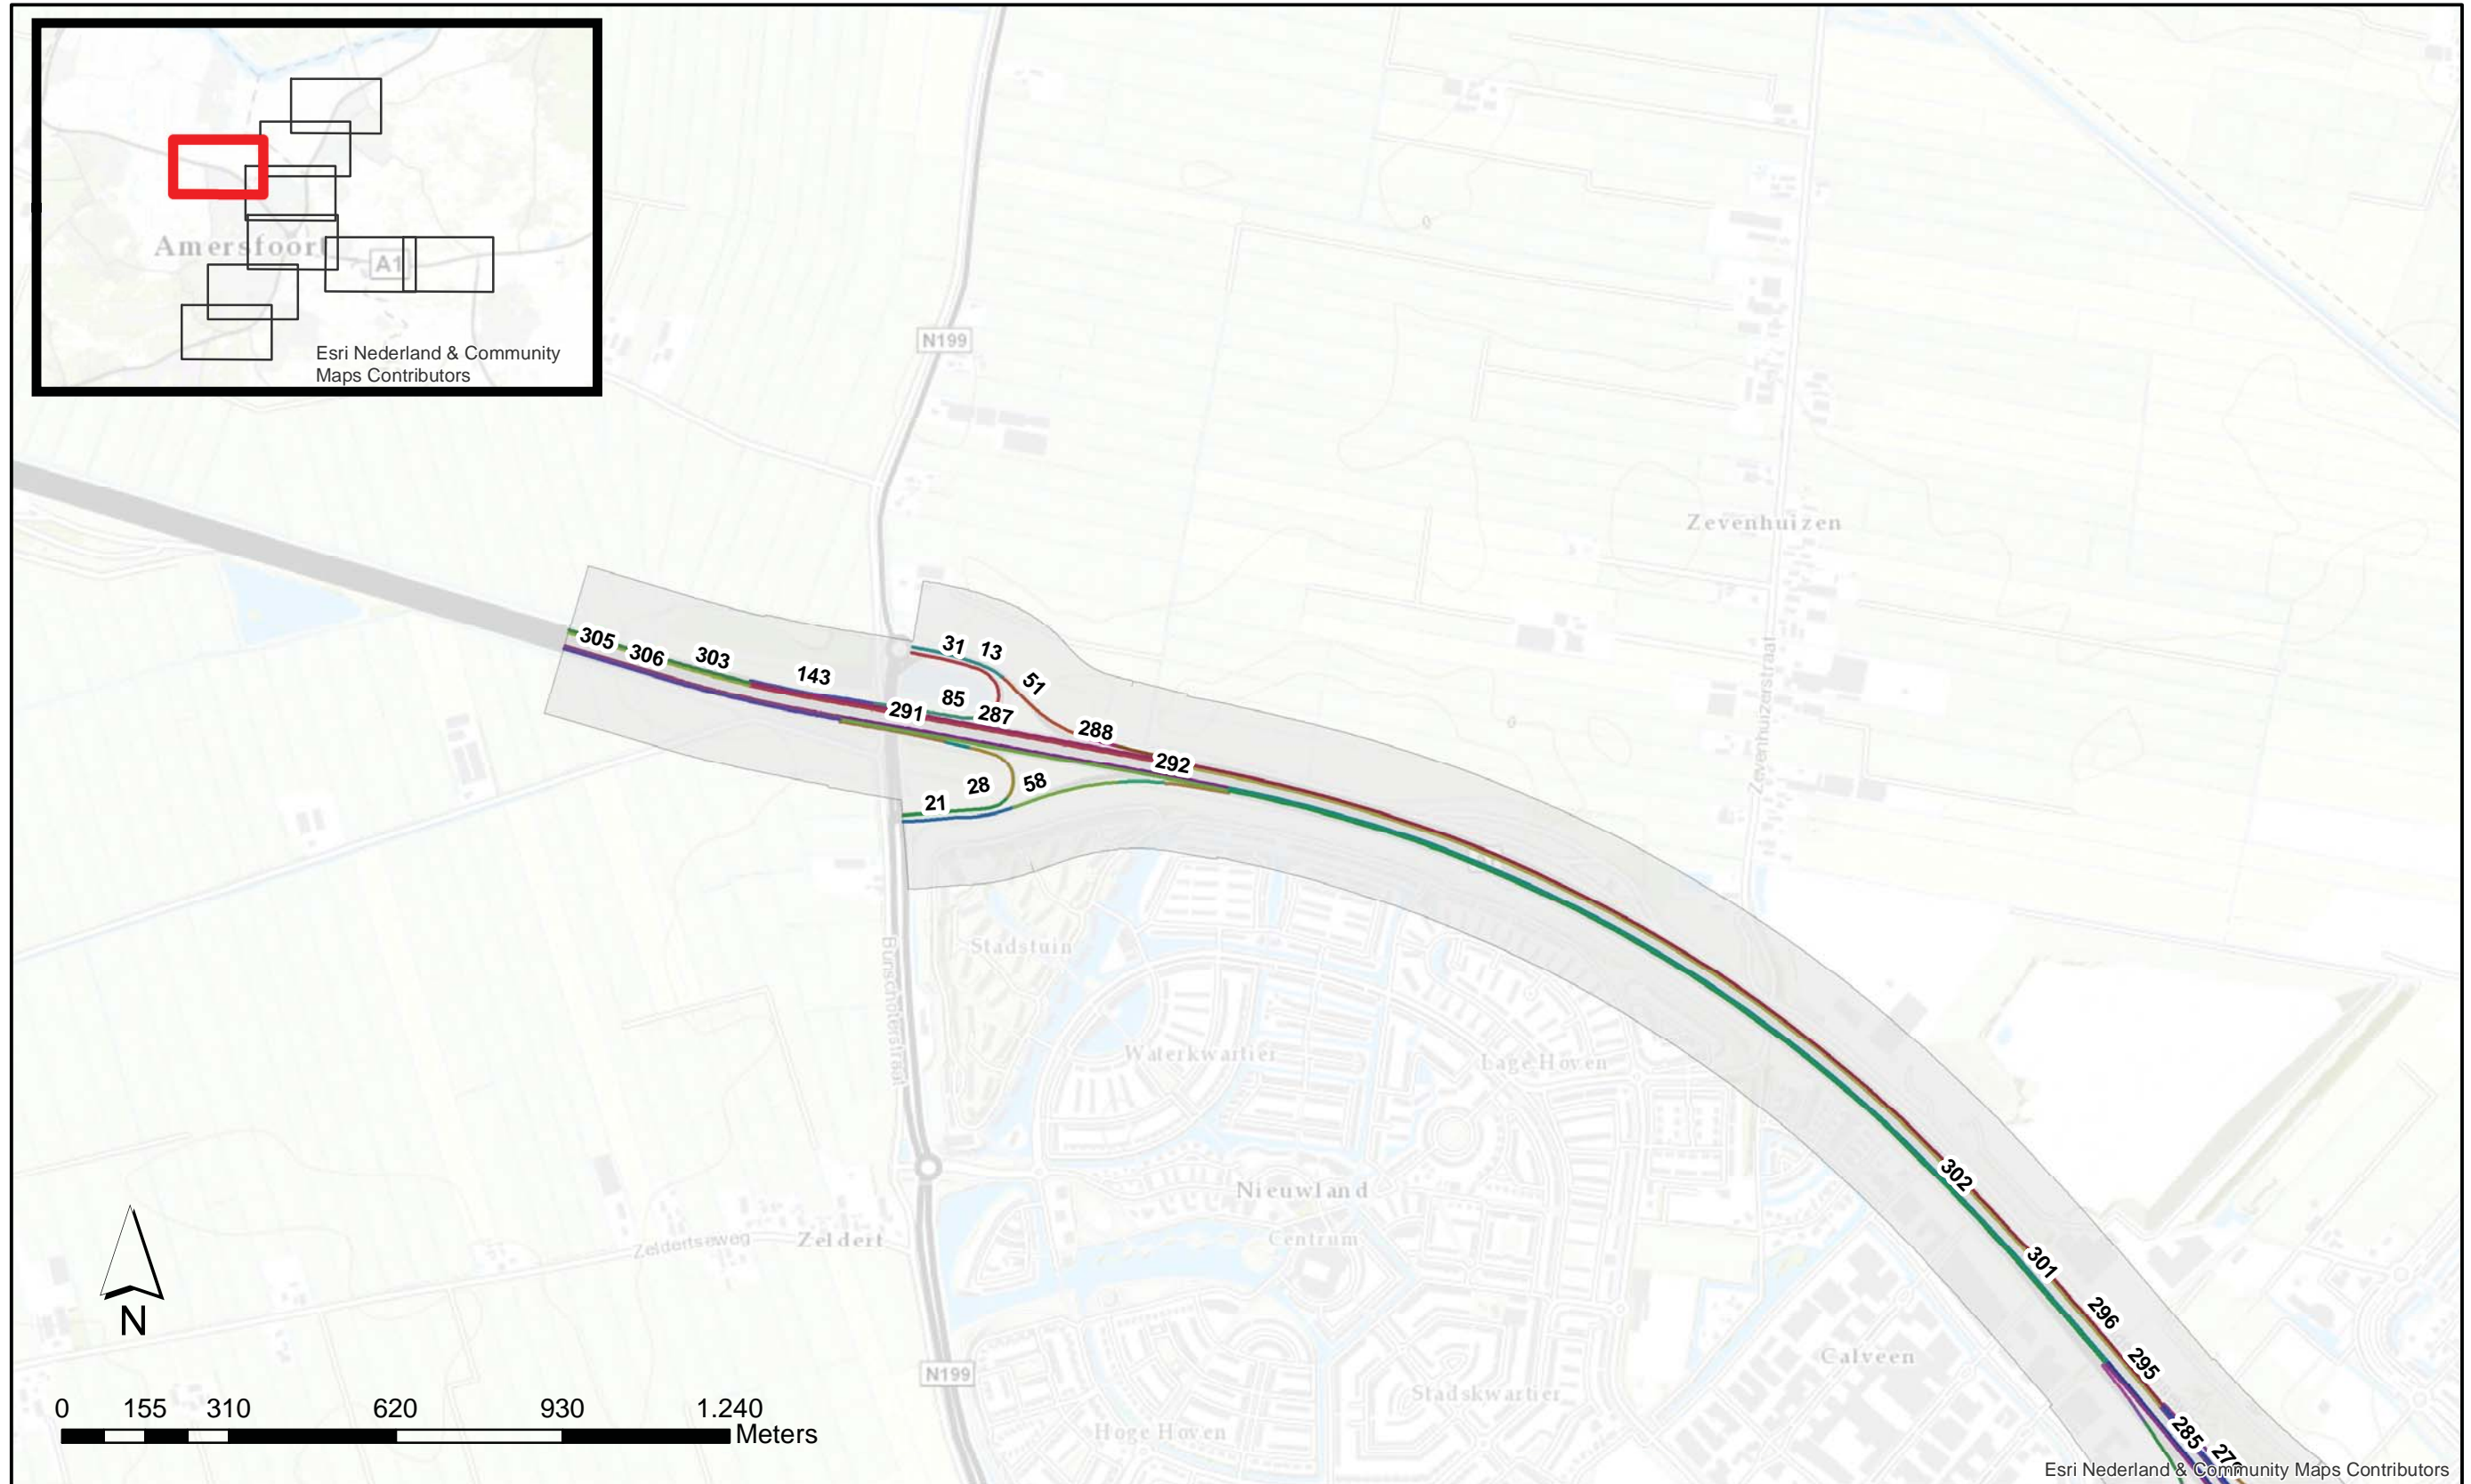 Amersfoort
A1
Esri Nederland & Community
Maps Contributors
N199
Zevenhuizen
305
306
303
143
31
13
51
85
291
287
288
292
28
58
21
Zevenhuizerstraat
Stadstuin
Bunschoterstraat
Waterkwartier
Lage Hoven
302
Nieuwland
Zeldertseweg
Zeldert
Centrum
301
296
295
Calveen
N199
Stadskwartier
Hoge Hoven
285
N
0 155 310 620 930 1.240
Meters
Esri Nederland & Community Maps Contributors